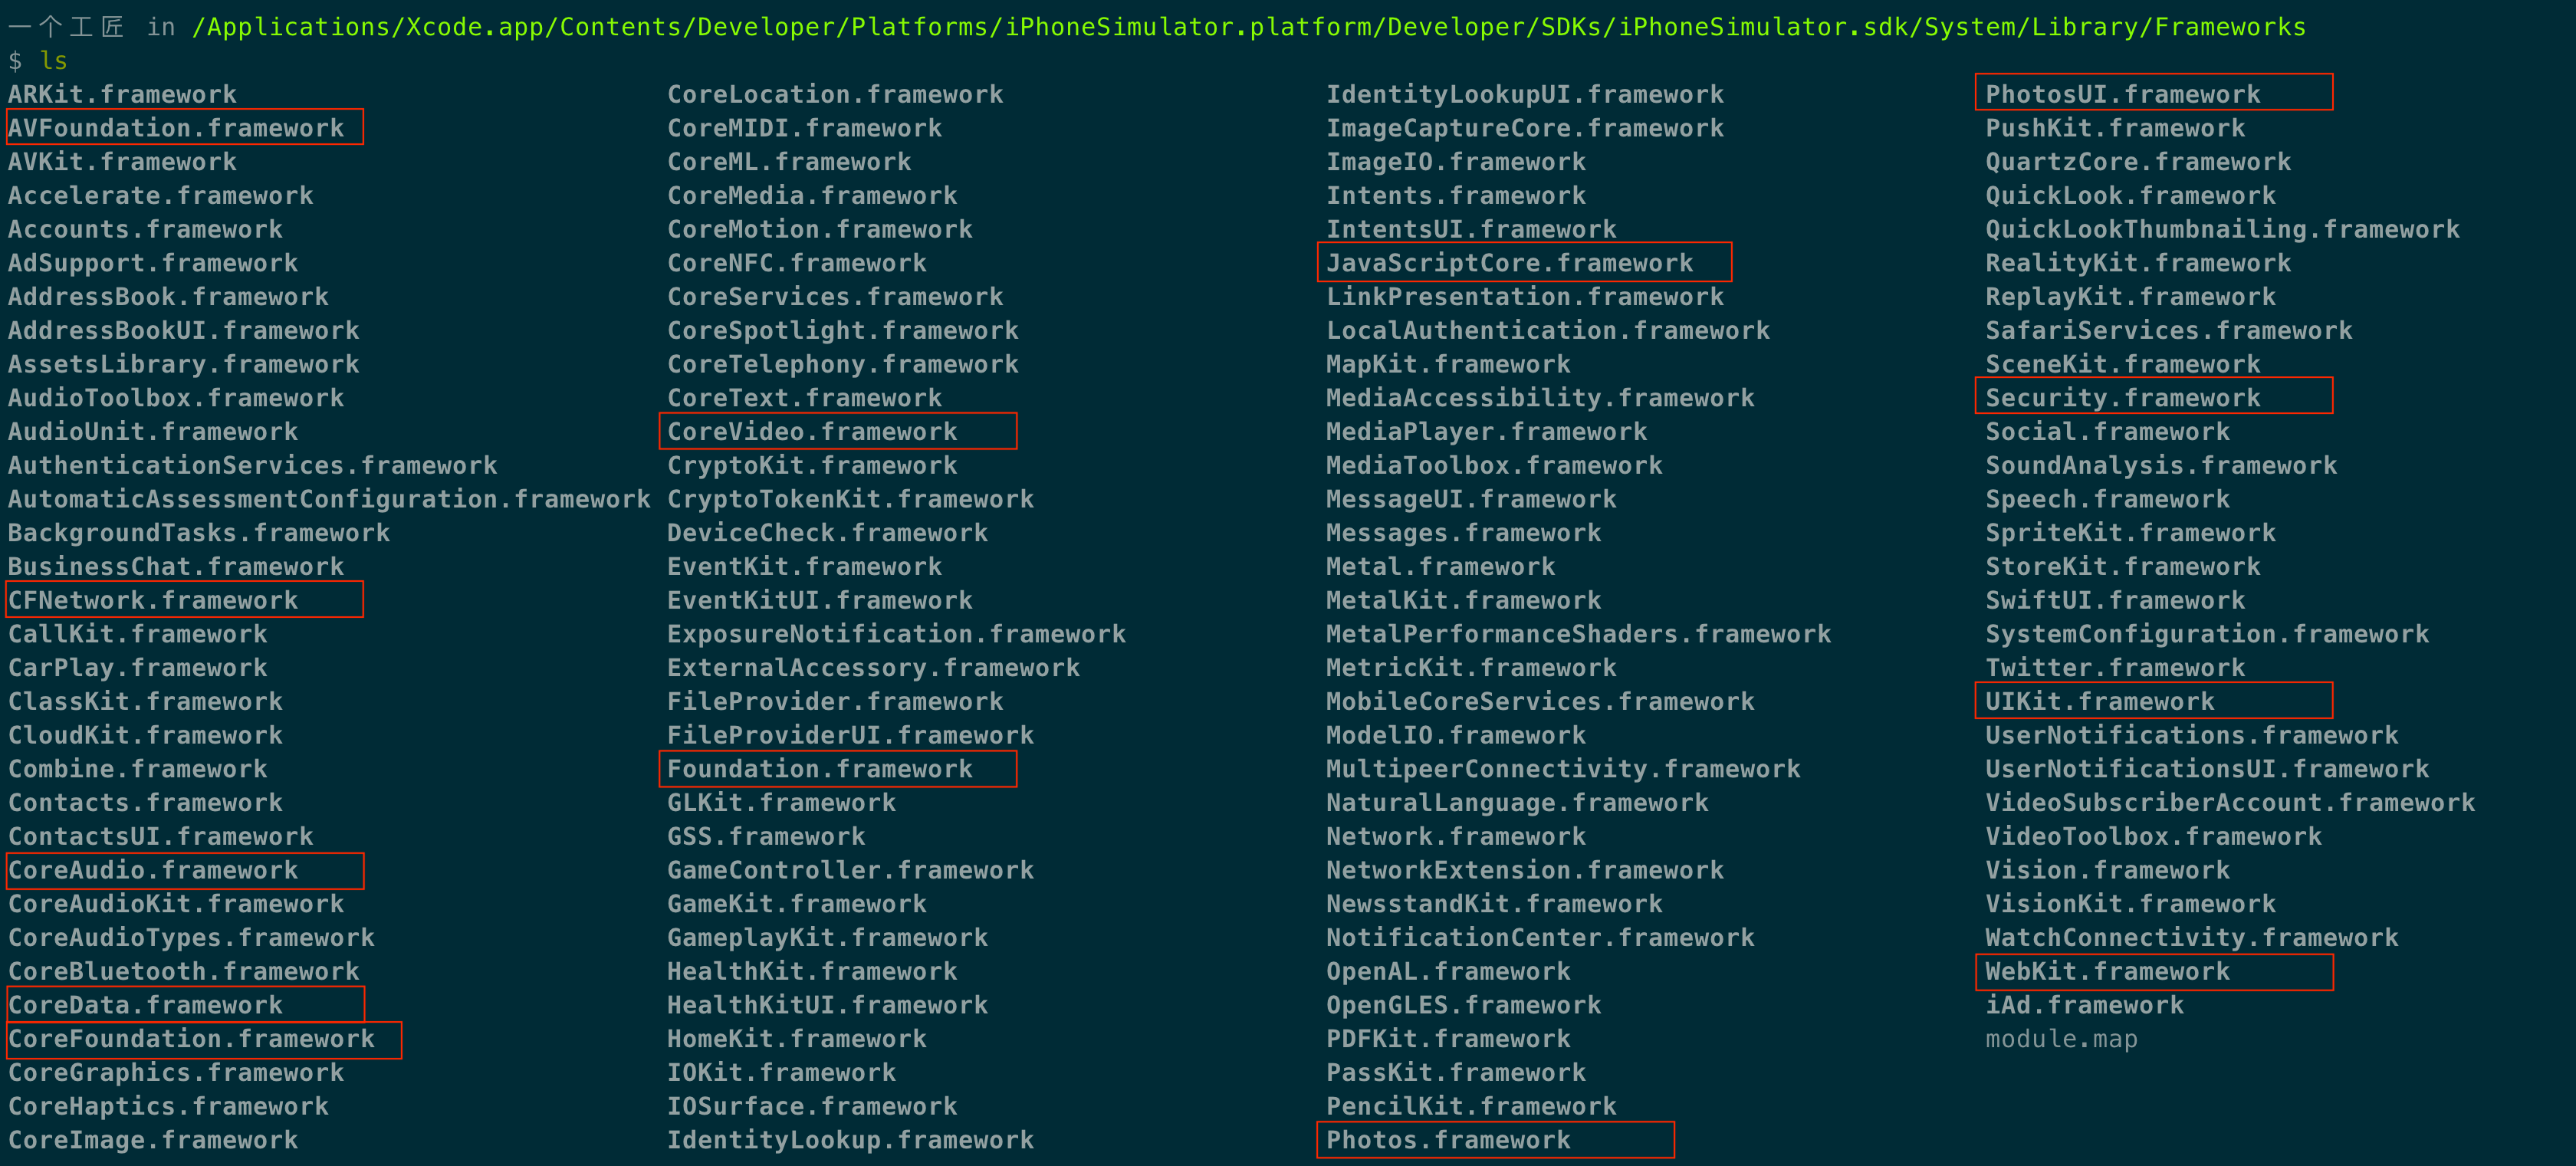 一个工匠 in /Applications/Xcode.app/Contents/Developer/Platforms/iPhoneSimulator.platform/Developer/SDKs/iPhoneSimulator.sdk/System/Library/Frameworks
$ ls
ARKit.framework CoreLocation.framework IdentityLookupUI.framework PhotosUI.framework
AVFoundation.framework CoreMIDI.framework ImageCaptureCore.framework PushKit.framework
AVKit.framework CoreML.framework ImageIO.framework QuartzCore.framework
Accelerate.framework CoreMedia.framework Intents.framework QuickLook.framework
Accounts.framework CoreMotion.framework IntentsUI.framework QuickLookThumbnailing.framework
AdSupport.framework CoreNFC.framework JavaScriptCore.framework RealityKit.framework
AddressBook.framework CoreServices.framework LinkPresentation.framework ReplayKit.framework
AddressBookUI.framework CoreSpotlight.framework LocalAuthentication.framework SafariServices.framework
AssetsLibrary.framework CoreTelephony.framework MapKit.framework SceneKit.framework
AudioToolbox.framework CoreText.framework MediaAccessibility.framework Security.framework
AudioUnit.framework CoreVideo.framework MediaPlayer.framework Social.framework
AuthenticationServices.framework CryptoKit.framework MediaToolbox.framework SoundAnalysis.framework
AutomaticAssessmentConfiguration.framework CryptoTokenKit.framework MessageUI.framework Speech.framework
BackgroundTasks.framework DeviceCheck.framework Messages.framework SpriteKit.framework
BusinessChat.framework EventKit.framework Metal.framework StoreKit.framework
CFNetwork.framework EventKitUI.framework MetalKit.framework SwiftUI.framework
CallKit.framework ExposureNotification.framework MetalPerformanceShaders.framework SystemConfiguration.framework
CarPlay.framework ExternalAccessory.framework MetricKit.framework Twitter.framework
ClassKit.framework FileProvider.framework MobileCoreServices.framework UIKit.framework
CloudKit.framework FileProviderUI.framework ModelIO.framework UserNotifications.framework
Combine.framework Foundation.framework MultipeerConnectivity.framework UserNotificationsUI.framework
Contacts.framework GLKit.framework NaturalLanguage.framework VideoSubscriberAccount.framework
ContactsUI.framework GSS.framework Network.framework VideoToolbox.framework
CoreAudio.framework GameController.framework NetworkExtension.framework Vision.framework
CoreAudioKit.framework GameKit.framework NewsstandKit.framework VisionKit.framework
CoreAudioTypes.framework GameplayKit.framework NotificationCenter.framework WatchConnectivity.framework
CoreBluetooth.framework HealthKit.framework OpenAL.framework WebKit.framework
CoreData.framework HealthKitUI.framework OpenGLES.framework iAd.framework
CoreFoundation.framework HomeKit.framework PDFKit.framework module.map
CoreGraphics.framework IOKit.framework PassKit.framework
CoreHaptics.framework IOSurface.framework PencilKit.framework
CoreImage.framework IdentityLookup.framework Photos.framework